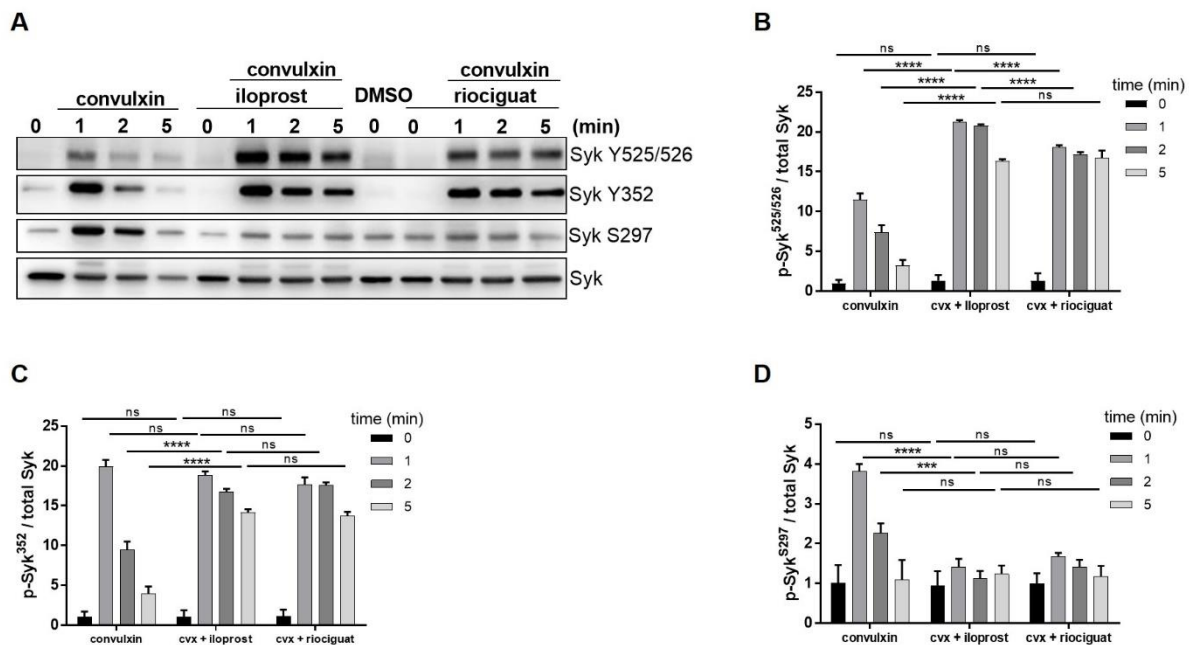 A
convulxin
convulxin
convulxin
iloprost
DMSO
riociguat
0 1 2 5 0 1 2 5 0 0 1 2 5 (min)
Syk Y525/526
Syk Y352
Syk S297
Syk
B
ns ns
**** ****
**** ****
**** ns
time (min)
0
1
2
5
p-Syk525/526 / total Syk
25
20
15
10
5
0
convulxin cvx + Iloprost cvx + riociguat
C
ns ns
ns ns
**** ns
**** ns
time (min)
0
1
2
5
p-Syk352 / total Syk
25
20
15
10
5
0
convulxin cvx + iloprost cvx + riociguat
D
ns ns
**** ns
*** ns
ns ns
time (min)
0
1
2
5
p-SykS297 / total Syk
5
4
3
2
1
0
convulxin cvx + iloprost cvx + riociguat